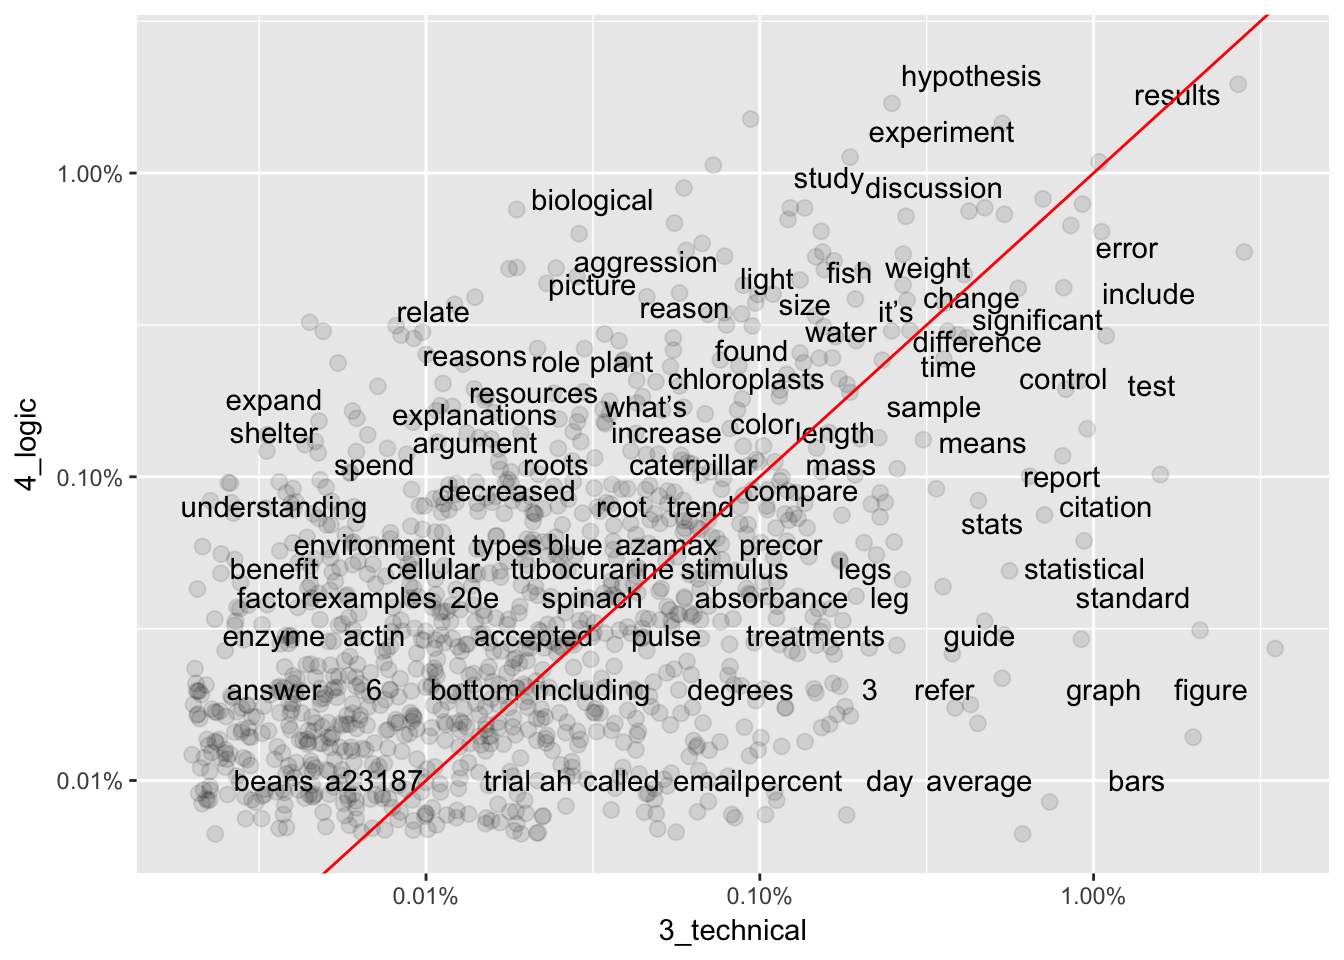 hypothesis
results
experiment
1.00%
study discussion
biological
error
aggression light fish weight
picture include
relate reason size it’s change
significant
water difference
reasons role plant found time
chloroplasts control test
expand resources
explanations what’s sample
shelter argument increase color length means
spend roots caterpillar mass report
0.10%
decreased compare
understanding root trend citation
stats
environment types blue azamax precor
benefit cellular tubocurarine stimulus legs statistical
factor examples 20e spinach absorbance leg standard
enzyme actin accepted pulse treatments guide
answer 6 bottom including degrees 3 refer graph figure
0.01% beans a23187 trial ah called email percent day average bars
4_logic
0.01% 0.10% 1.00%
3_technical